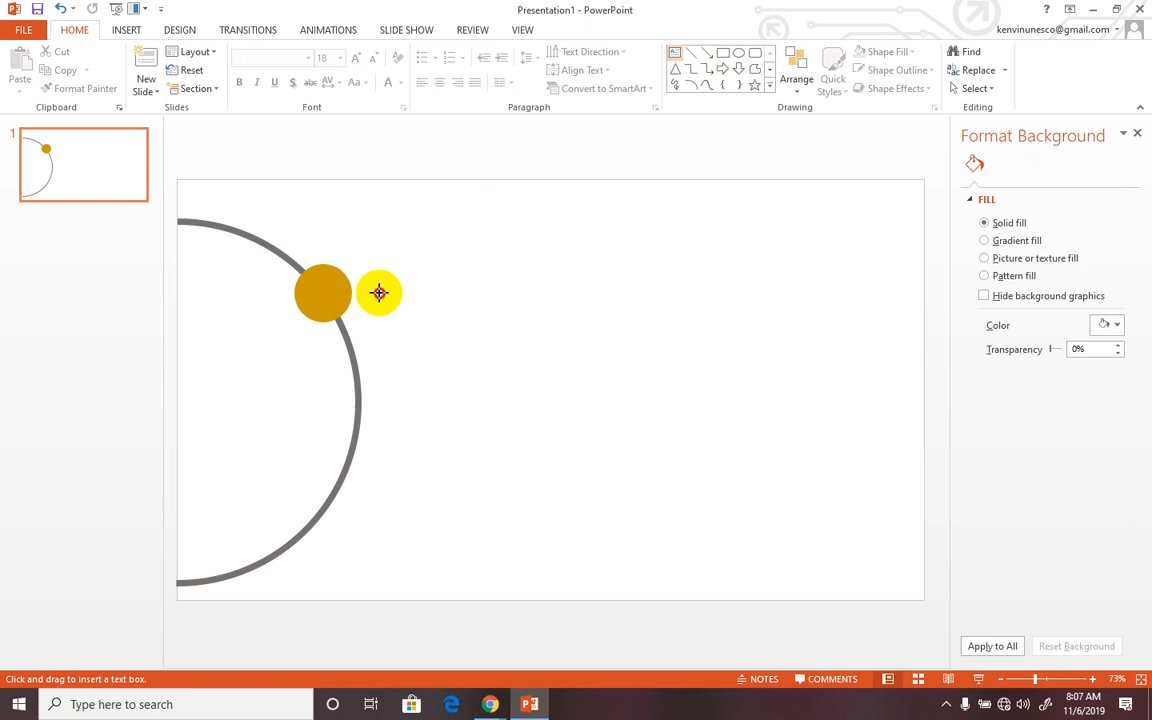 Presentation1 - PowerPoint
?
FILE
HOME
INSERT
DESIGN
TRANSITIONS
ANIMATIONS
SLIDE SHOW
REVIEW
VIEW
kenvinunesco@gmail.com
Paste
Cut
Copy
Format Painter
Clipboard
New
Slide
Layout
Reset
Section
Slides
18
B I U S abc AV Aa A
Font
Text Direction
Align Text
Convert to SmartArt
Paragraph
Arrange
Quick
Styles
Shape Fill
Shape Outline
Shape Effects
Drawing
Find
Replace
Select
Editing
1
Format Background
FILL
Solid fill
Gradient fill
Picture or texture fill
Pattern fill
Hide background graphics
Color
Transparency
0%
Apply to All
Reset Background
Click and drag to insert a text box.
NOTES
COMMENTS
73%
Type here to search
8:07 AM
11/6/2019